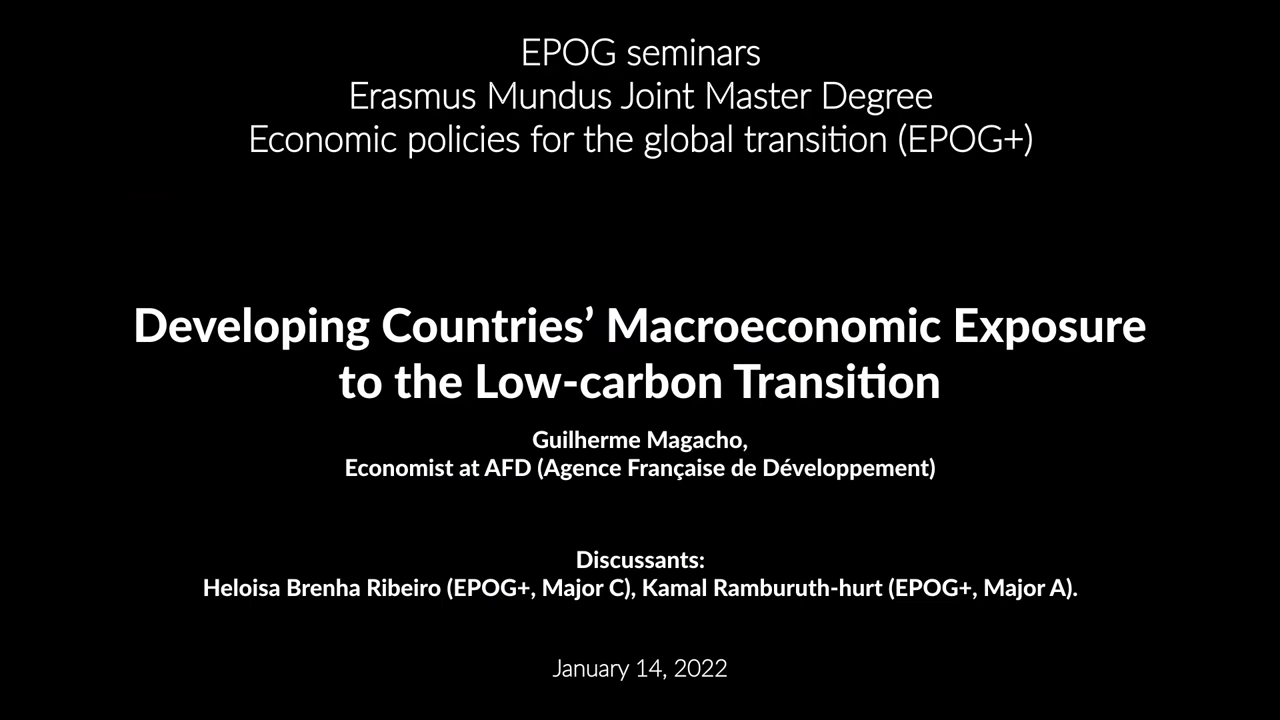 EPOG seminars
Erasmus Mundus Joint Master Degree
Economic policies for the global transition (EPOG+)
Developing Countries’ Macroeconomic Exposure
to the Low-carbon Transition
Guilherme Magacho,
Economist at AFD (Agence Française de Développement)
Discussants:
Heloisa Brenha Ribeiro (EPOG+, Major C), Kamal Ramburuth-hurt (EPOG+, Major A).
January 14, 2022